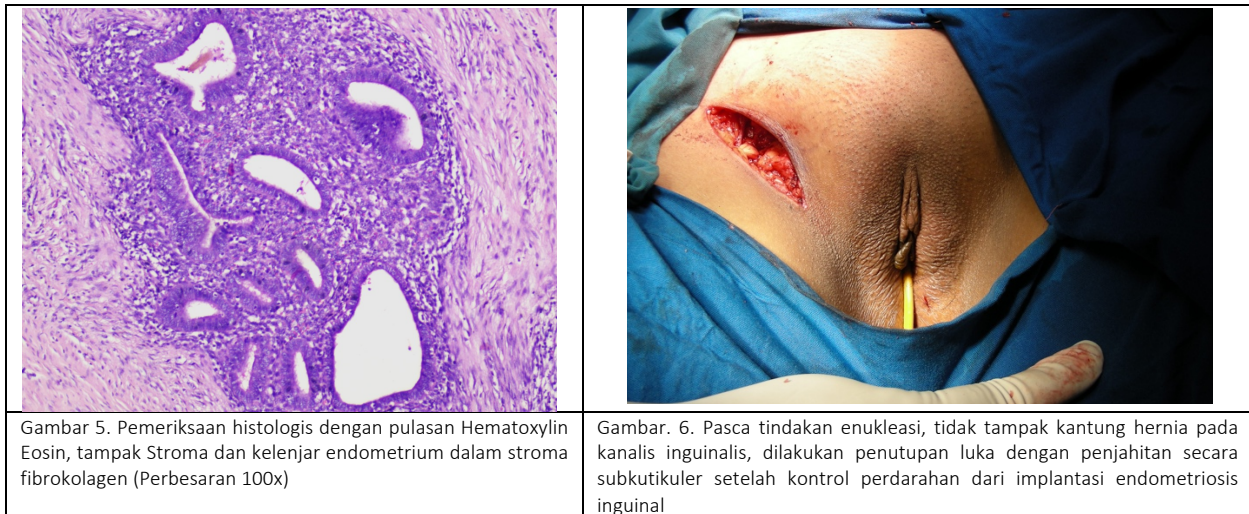 Gambar 5. Pemeriksaan histologis dengan pulasan Hematoxylin
Eosin, tampak Stroma dan kelenjar endometrium dalam stroma
fibrokolagen (Perbesaran 100x)
Gambar. 6. Pasca tindakan enukleasi, tidak tampak kantung hernia pada
kanalis inguinalis, dilakukan penutupan luka dengan penjahitan secara
subkutikuler setelah kontrol perdarahan dari implantasi endometriosis
inguinal